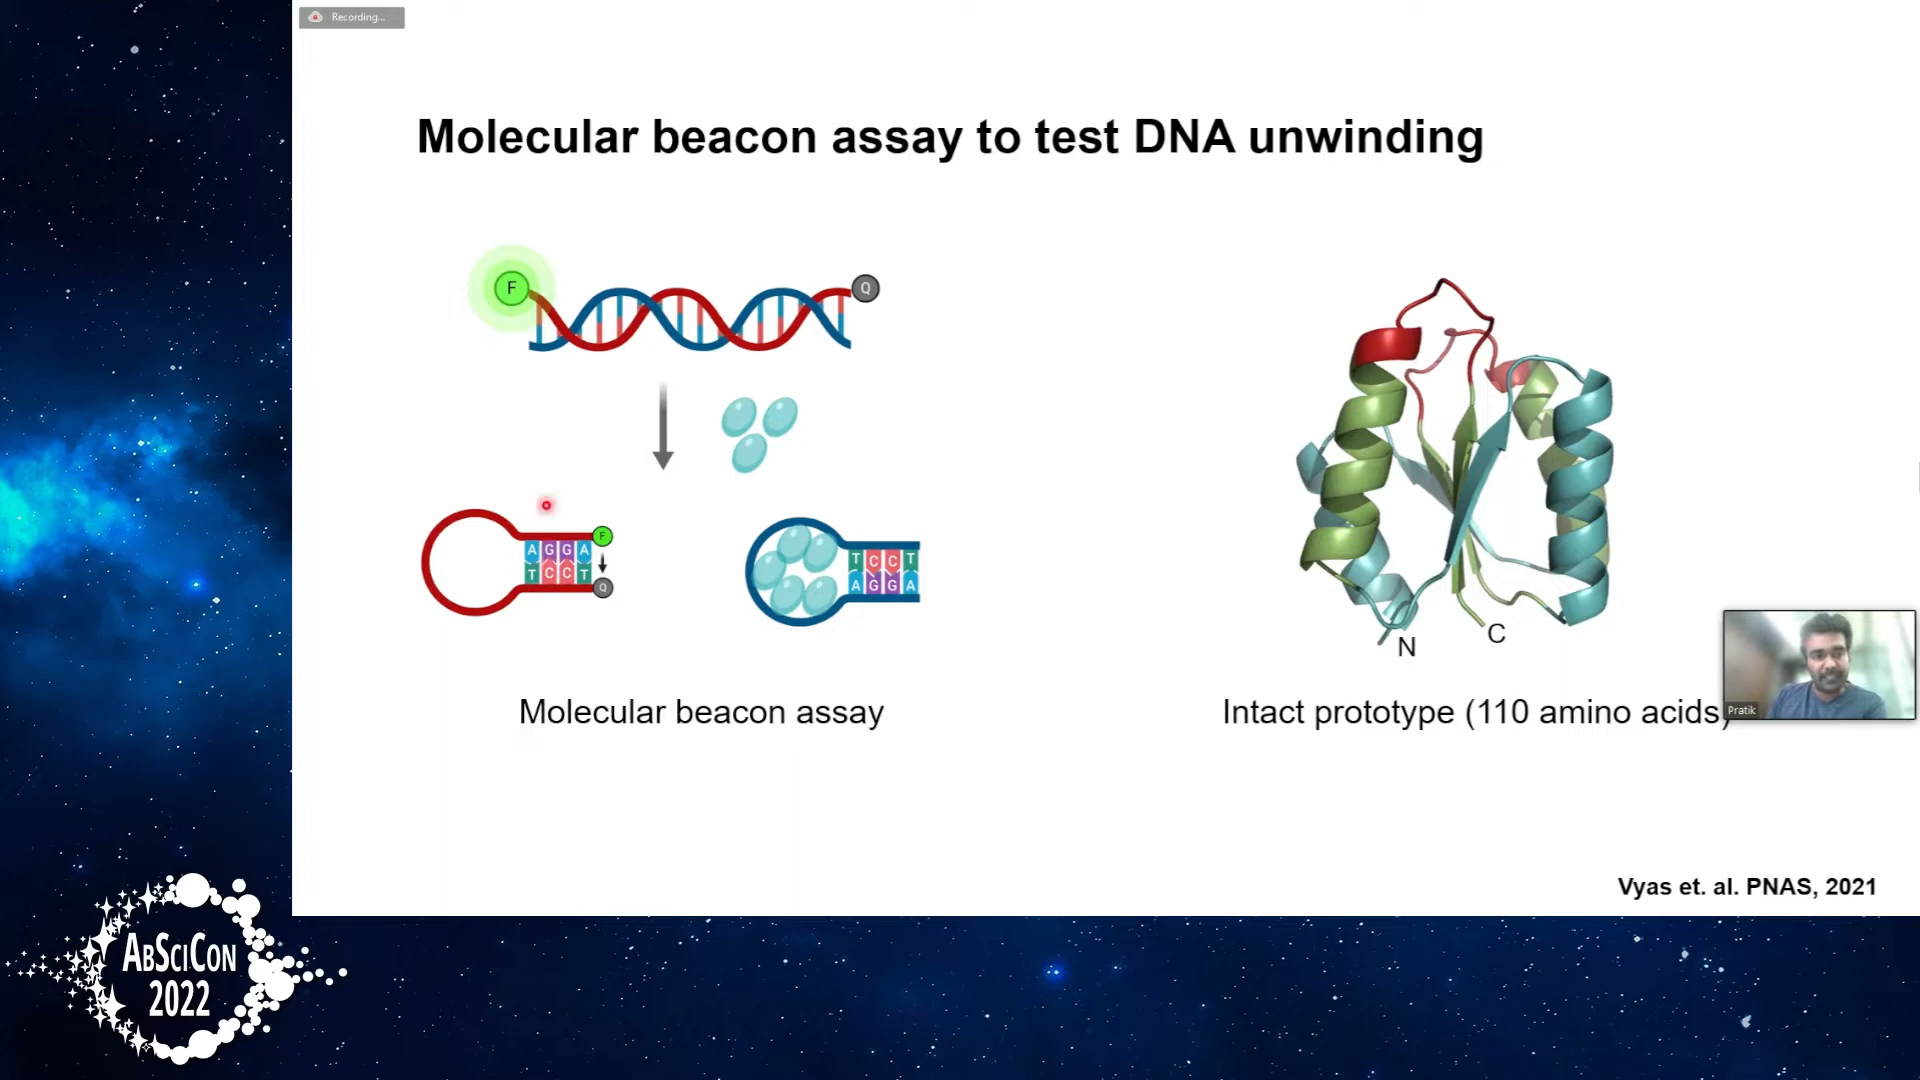 Recording...
Molecular beacon assay to test DNA unwinding
F
Q
A G G A
T C C T
F
Q
T C C T
A G G A
N
C
Molecular beacon assay
Intact prototype (110 amino acids)
Pratik
Vyas et. al. PNAS, 2021
ABSCICON
2022